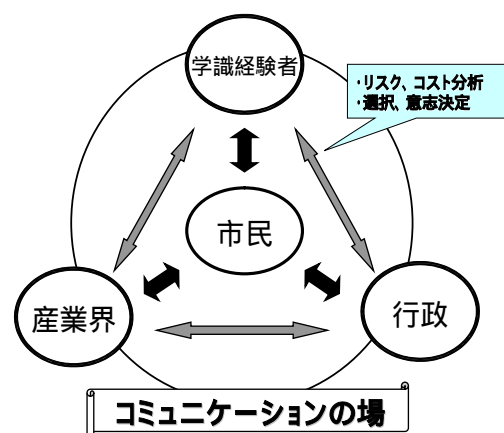 学識経験者
・リスク、コスト分析
・選択、意志決定
市民
産業界
行政
コミュニケーションの場